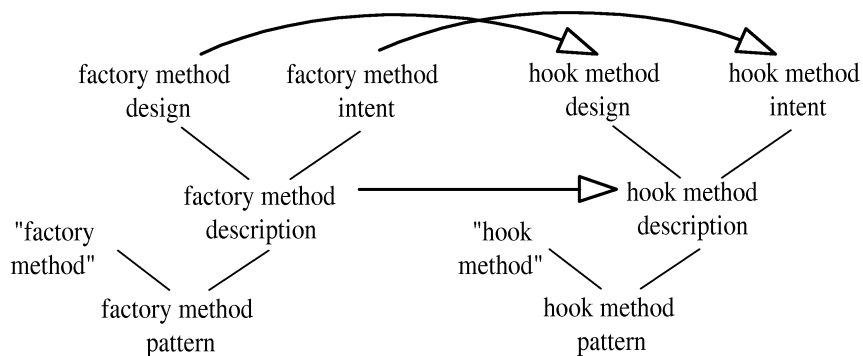 factory method
design
factory method
intent
hook method
design
hook method
intent
factory method
description
hook method
description
"factory
method"
"hook
method"
factory method
pattern
hook method
pattern